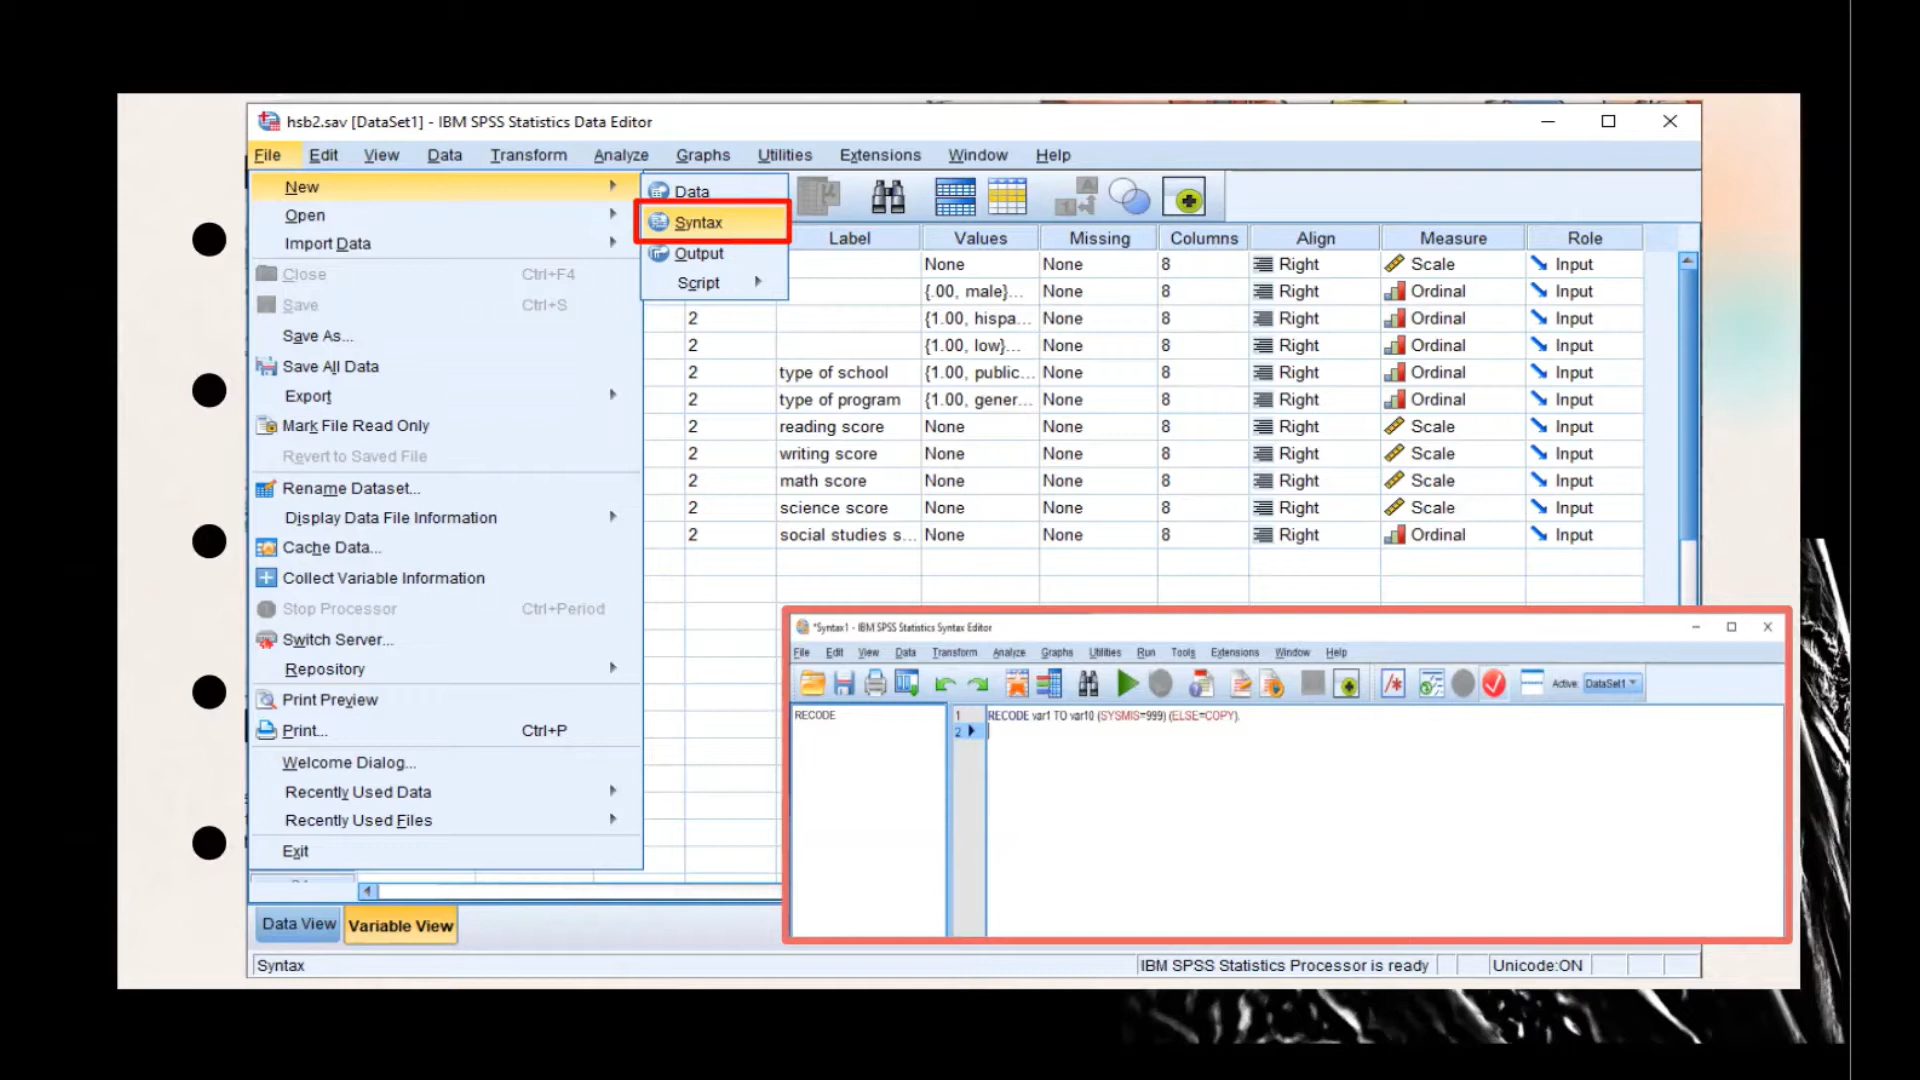 hsb2.sav [DataSet1] - IBM SPSS Statistics Data Editor
File Edit View Data Transform Analyze Graphs Utilities Extensions Window Help
New
Open
Import Data
Close Ctrl+F4
Save Ctrl+S
Save As...
Save All Data
Export
Mark File Read Only
Revert to Saved File
Rename Dataset...
Display Data File Information
Cache Data...
Collect Variable Information
Stop Processor Ctrl+Period
Switch Server...
Repository
Print Preview
Print... Ctrl+P
Welcome Dialog...
Recently Used Data
Recently Used Files
Exit
Data
Syntax
Output
Script
Label Values Missing Columns Align Measure Role
None None 8 Right Scale Input
{.00, male}... None 8 Right Ordinal Input
2 {1.00, hispa... None 8 Right Ordinal Input
2 {1.00, low}... None 8 Right Ordinal Input
2 type of school {1.00, public... None 8 Right Ordinal Input
2 type of program {1.00, gener... None 8 Right Ordinal Input
2 reading score None None 8 Right Scale Input
2 writing score None None 8 Right Scale Input
2 math score None None 8 Right Scale Input
2 science score None None 8 Right Scale Input
2 social studies s... None None 8 Right Ordinal Input
*Syntax1 - IBM SPSS Statistics Syntax Editor
File Edit View Data Transform Analyze Graphs Utilities Run Tools Extensions Window Help
Active: DataSet1
RECODE
1 RECODE var1 TO var10 (SYSMIS=999) (ELSE=COPY).
2
Data View Variable View
Syntax IBM SPSS Statistics Processor is ready Unicode:ON